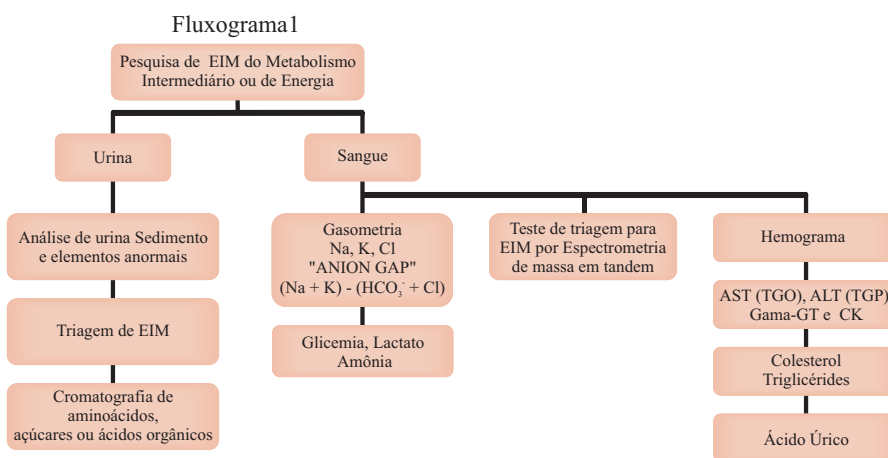 Fluxograma1
Pesquisa de EIM do Metabolismo
Intermediário ou de Energia
Urina
Sangue
Análise de urina Sedimento
e elementos anormais
Triagem de EIM
Cromatografia de
aminoácidos,
açúcares ou ácidos orgânicos
Gasometria
Na, K, Cl
"ANION GAP"
(Na + K) - (HCO₃⁻ + Cl)
Glicemia, Lactato
Amônia
Teste de triagem para
EIM por Espectrometria
de massa em tandem
Hemograma
AST (TGO), ALT (TGP)
Gama-GT e CK
Colesterol
Triglicérides
Ácido Úrico